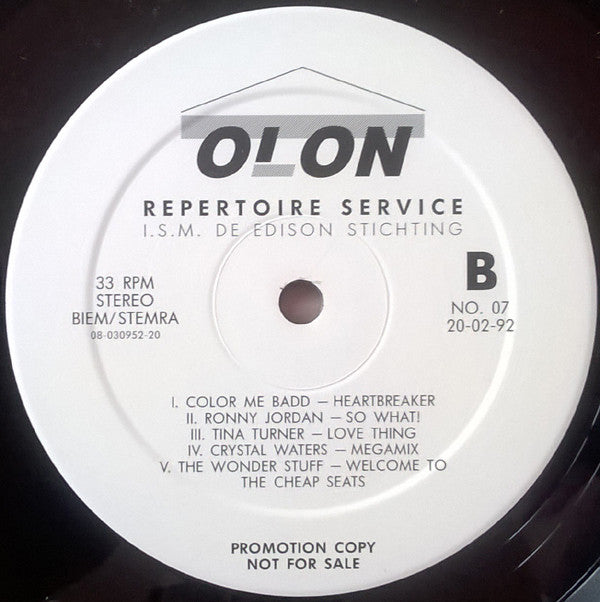 OLON
REPERTOIRE SERVICE
I.S.M. DE EDISON STICHTING
33 RPM
STEREO
BIEM/STEMRA
08-030952-20
B
NO. 07
20-02-92
I. COLOR ME BADD – HEARTBREAKER
II. RONNY JORDAN – SO WHAT!
III. TINA TURNER – LOVE THING
IV. CRYSTAL WATERS – MEGAMIX
V. THE WONDER STUFF – WELCOME TO
THE CHEAP SEATS
PROMOTION COPY
NOT FOR SALE